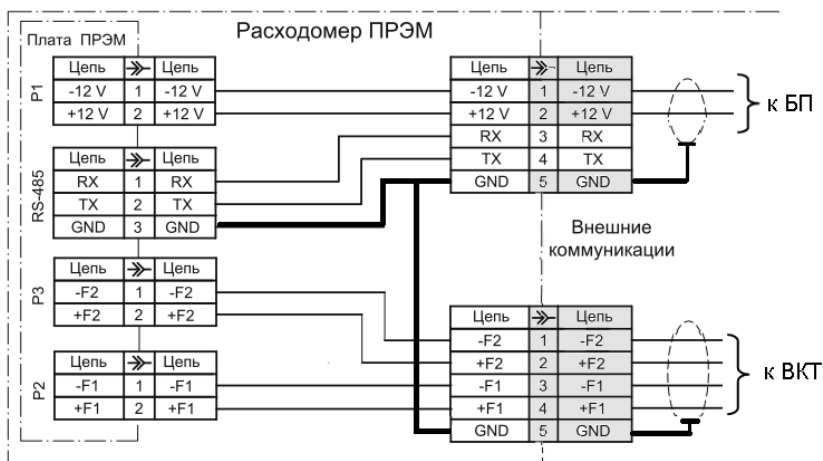 Расходомер ПРЭМ
Плата ПРЭМ
P1
Цепь Цепь
-12 V 1 -12 V
+12 V 2 +12 V
RS-485
Цепь Цепь
RX 1 RX
TX 2 TX
GND 3 GND
P3
Цепь Цепь
-F2 1 -F2
+F2 2 +F2
P2
Цепь Цепь
-F1 1 -F1
+F1 2 +F1
Цепь Цепь
-12 V 1 -12 V
+12 V 2 +12 V
RX 3 RX
TX 4 TX
GND 5 GND
к БП
Внешние
коммуникации
Цепь Цепь
-F2 1 -F2
+F2 2 +F2
-F1 3 -F1
+F1 4 +F1
GND 5 GND
к ВКТ